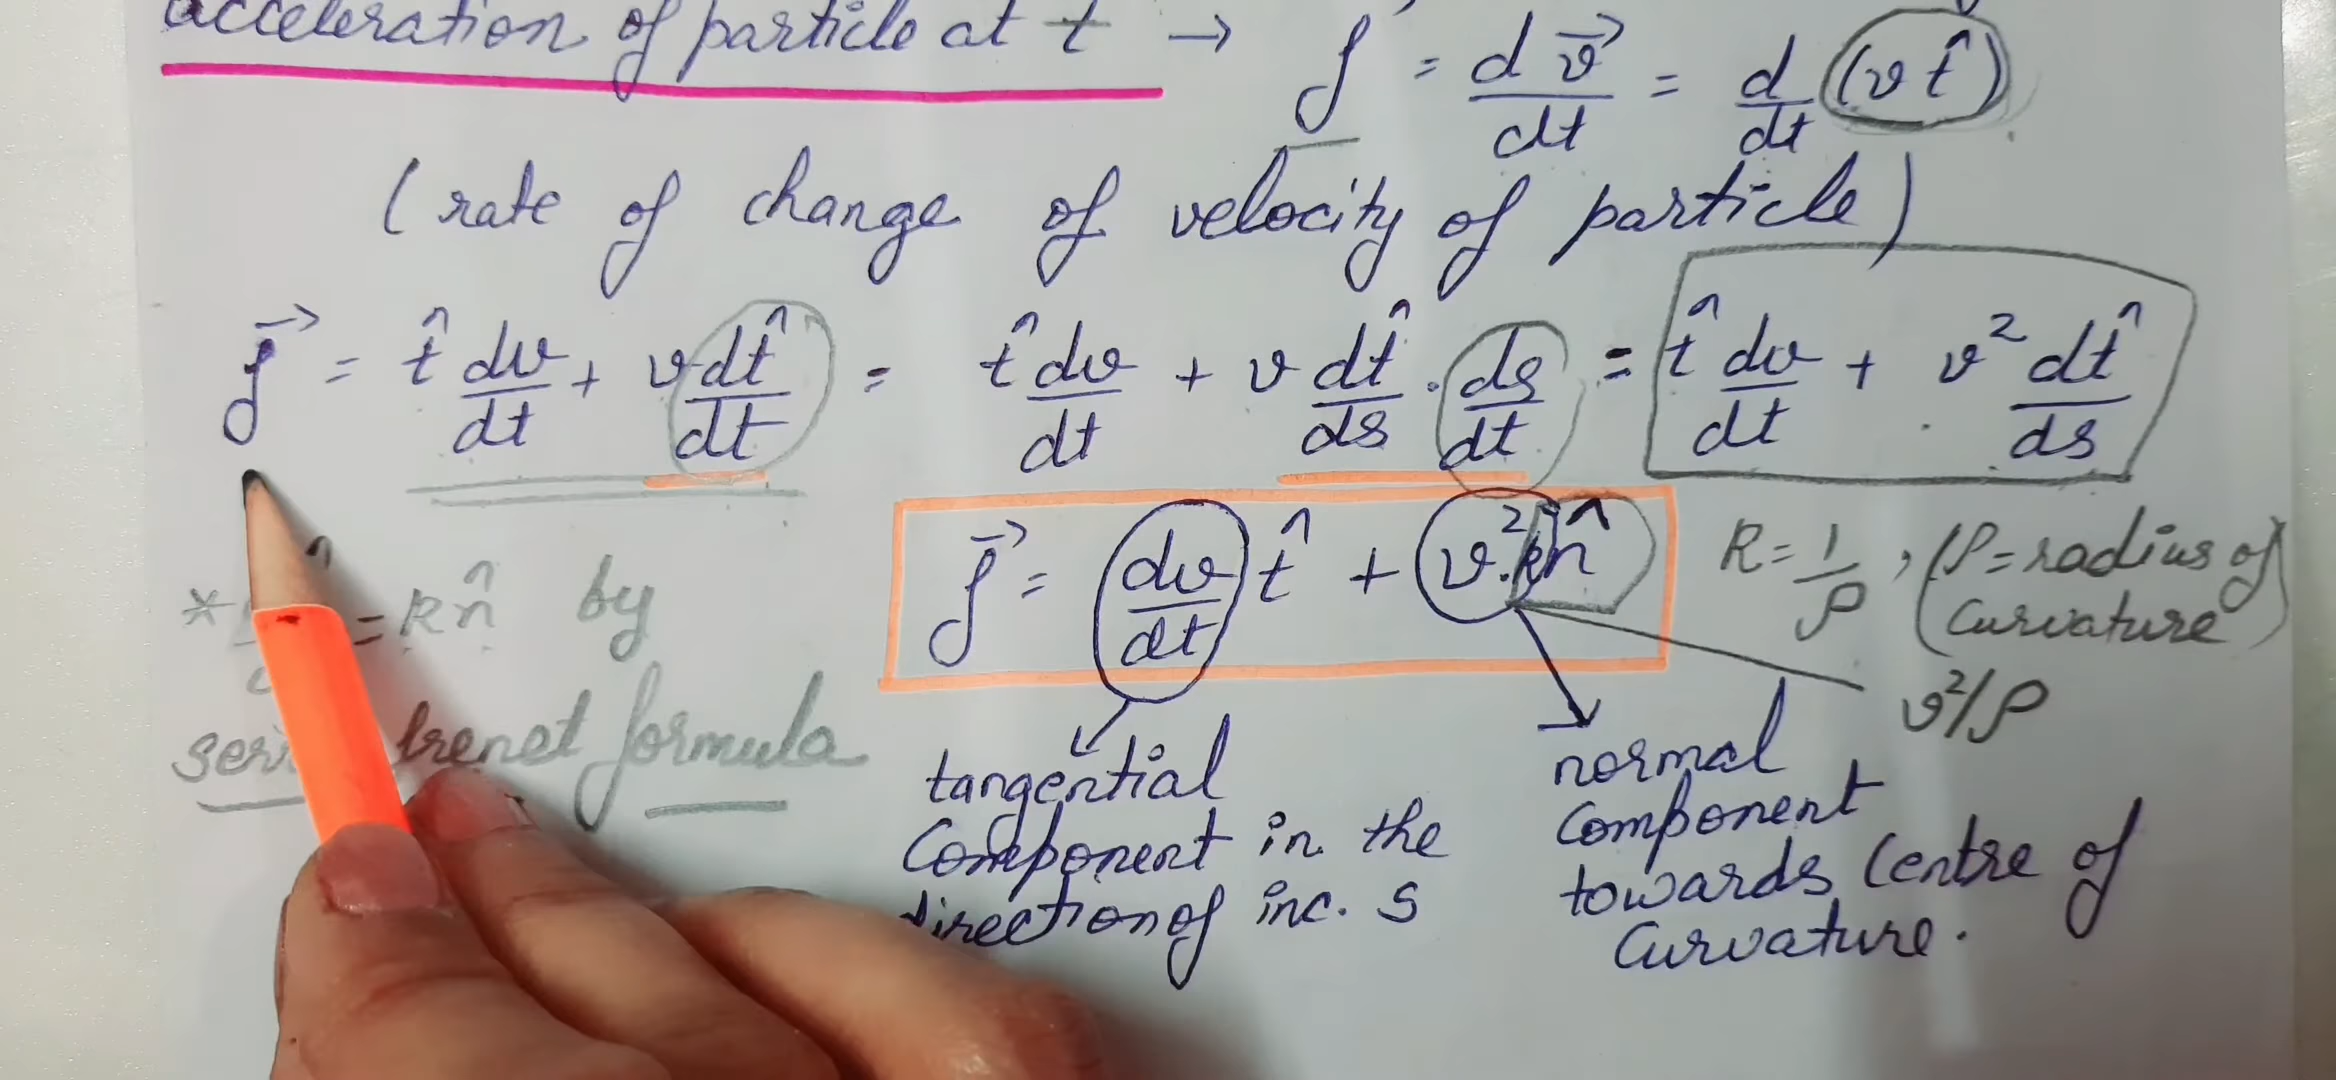 acceleration of particle at t → f = dv⃗/dt = d/dt (v t̂)
(rate of change of velocity of particle)
f⃗ = t̂ dv/dt + v dt̂/dt = t̂ dv/dt + v dt̂/ds · ds/dt = t̂ dv/dt + v² dt̂/ds
f⃗ = dv/dt t̂ + v².k n̂
k = 1/ρ , (ρ = radius of
curvature)
v²/ρ
* = k n̂ by
frenet formula
tangential
component in the
direction of inc. s
normal
component
towards centre of
curvature.